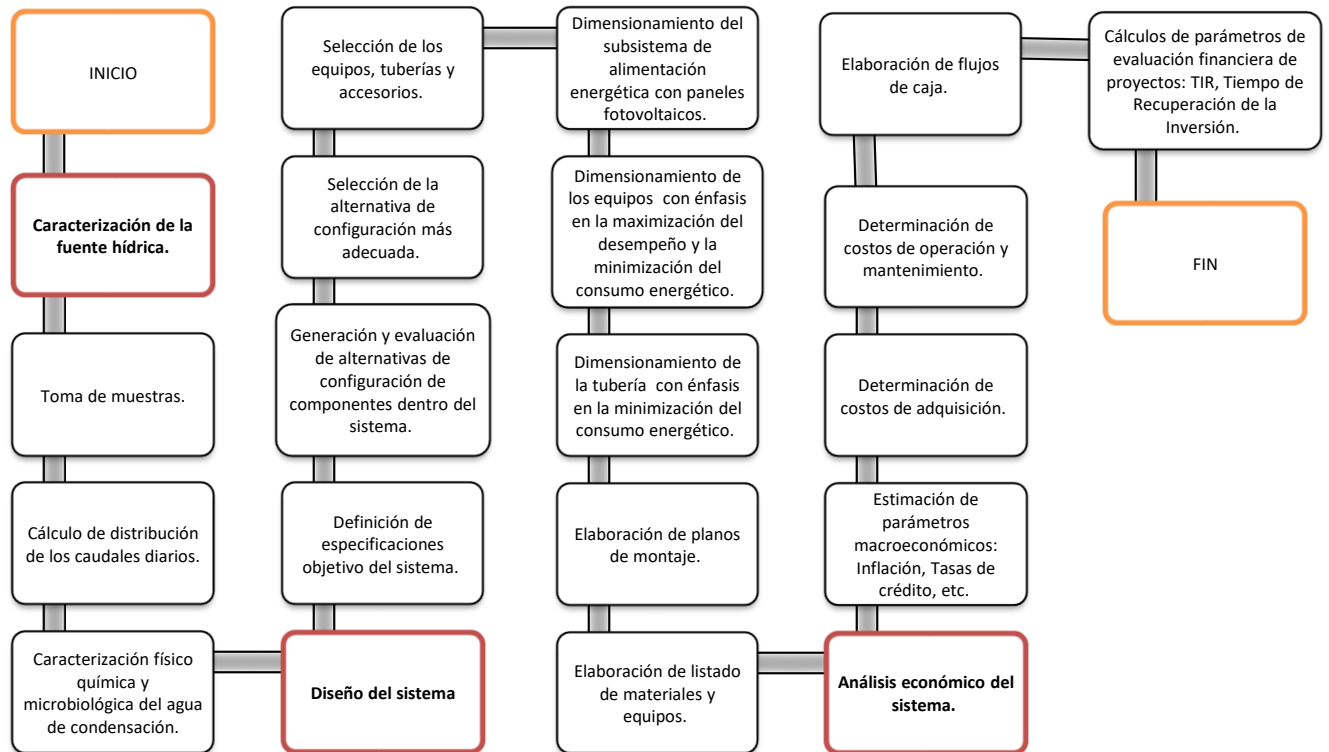 INICIO
Caracterización de la
fuente hídrica.
Toma de muestras.
Cálculo de distribución
de los caudales diarios.
Caracterización físico
química y
microbiológica del agua
de condensación.
Diseño del sistema
Definición de
especificaciones
objetivo del sistema.
Generación y evaluación
de alternativas de
configuración de
componentes dentro del
sistema.
Selección de la
alternativa de
configuración más
adecuada.
Selección de los
equipos, tuberías y
accesorios.
Dimensionamiento del
subsistema de
alimentación
energética con paneles
fotovoltaicos.
Dimensionamiento de
los equipos con énfasis
en la maximización del
desempeño y la
minimización del
consumo energético.
Dimensionamiento de
la tubería con énfasis
en la minimización del
consumo energético.
Elaboración de planos
de montaje.
Elaboración de listado
de materiales y
equipos.
Análisis económico del
sistema.
Estimación de
parámetros
macroeconómicos:
Inflación, Tasas de
crédito, etc.
Determinación de
costos de adquisición.
Determinación de
costos de operación y
mantenimiento.
Elaboración de flujos
de caja.
Cálculos de parámetros de
evaluación financiera de
proyectos: TIR, Tiempo de
Recuperación de la
Inversión.
FIN